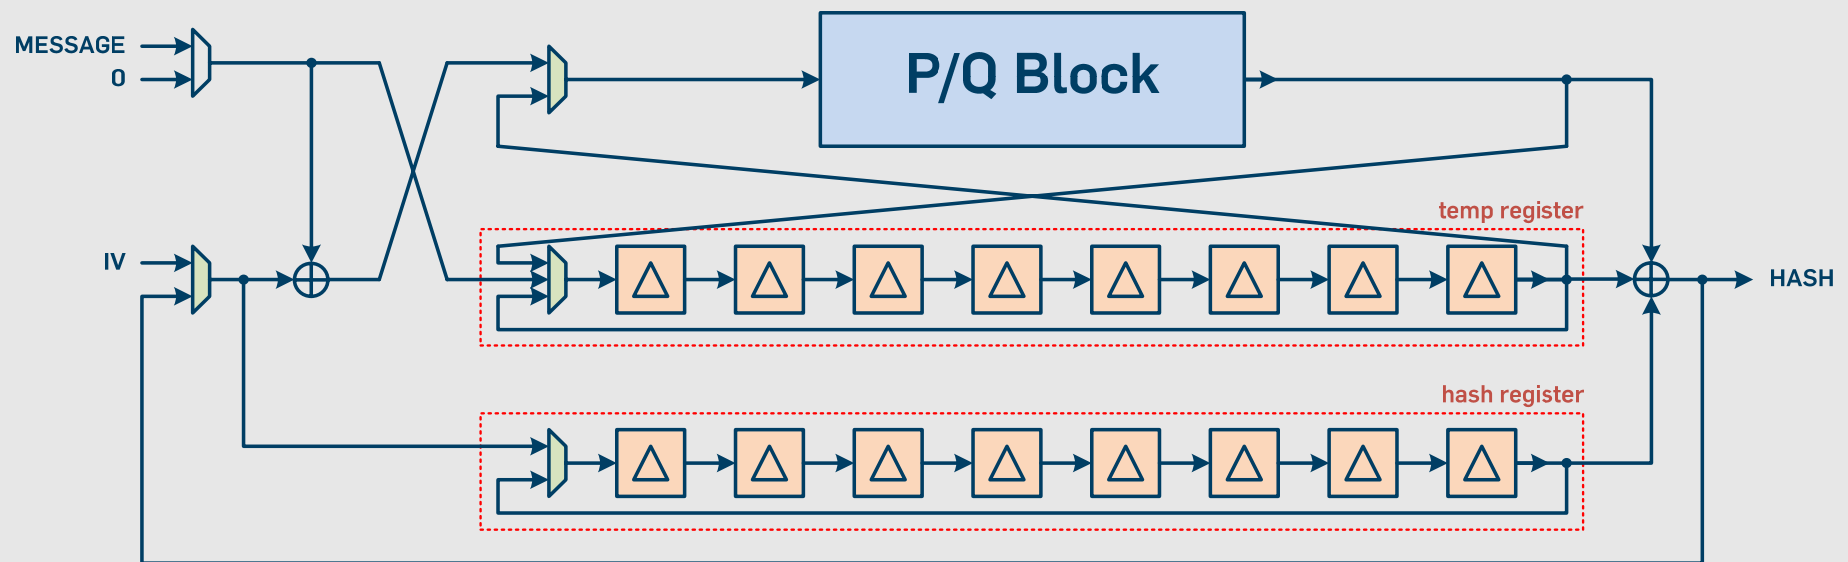 MESSAGE
0
P/Q Block
temp register
IV
△ △ △ △ △ △ △ △
HASH
hash register
△ △ △ △ △ △ △ △